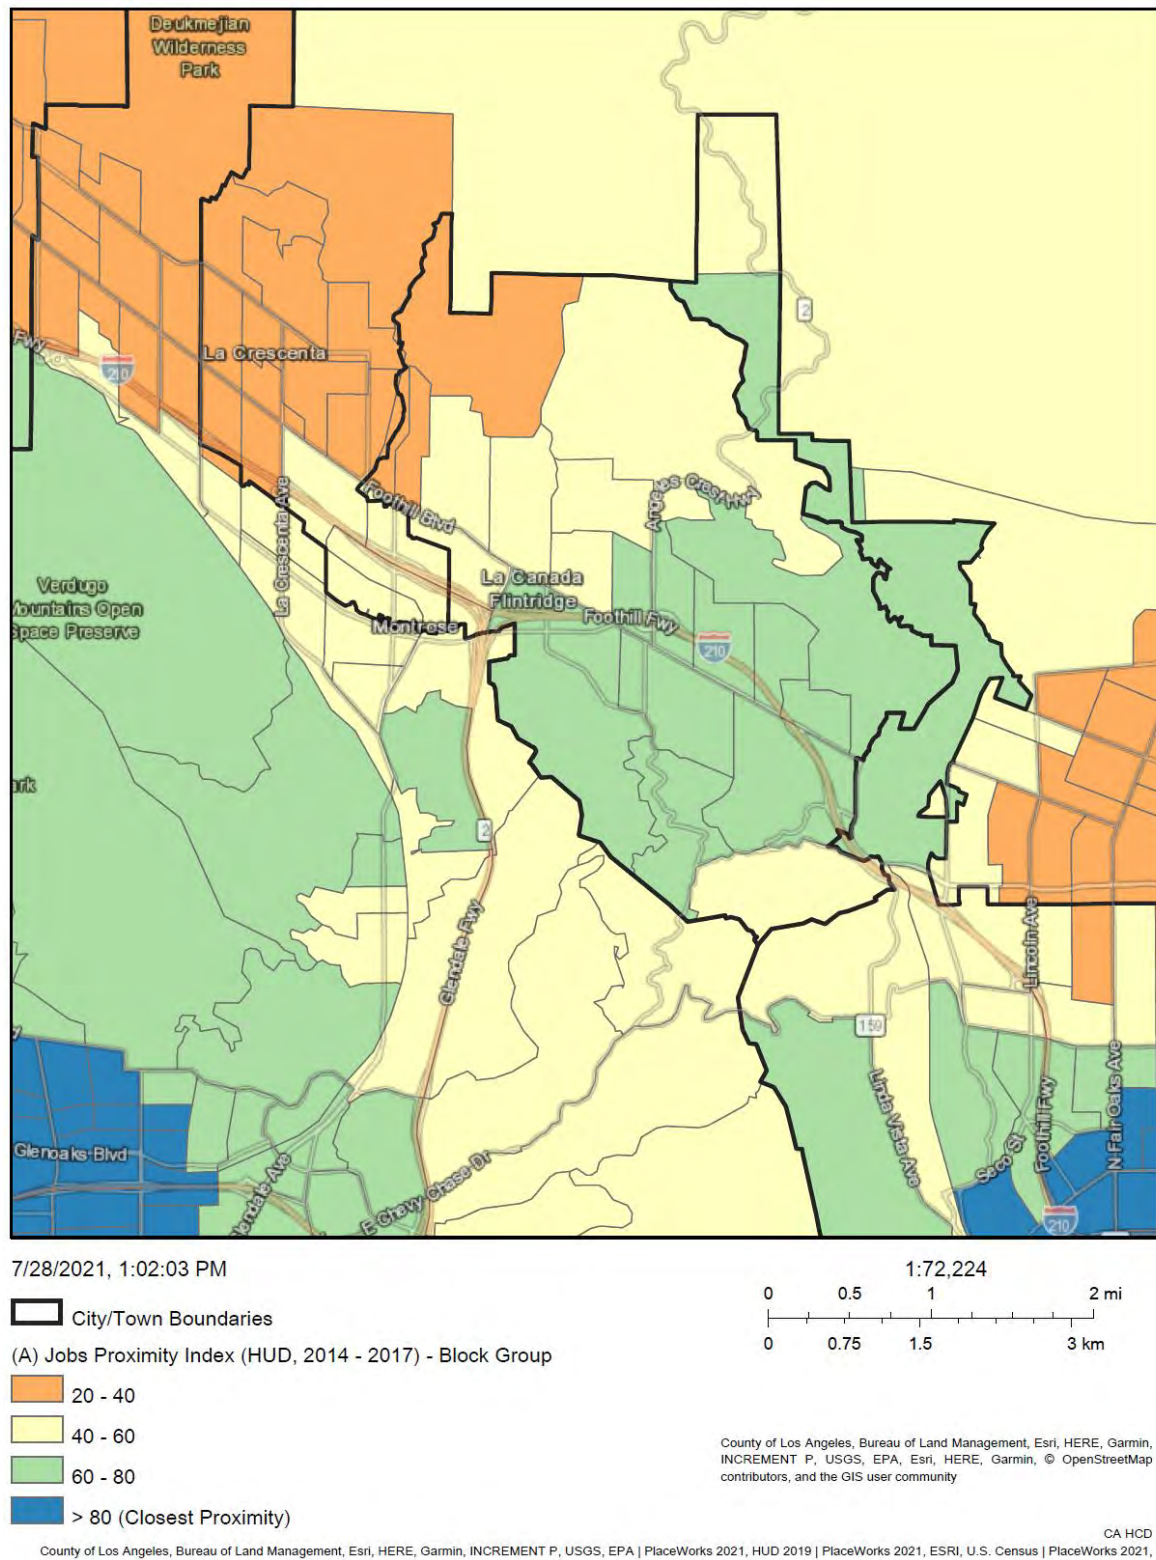 Deukmejian
Wilderness
Park
2
Fwy
210
La Crescenta
Angeles Crest Hwy
Foothill Blvd
La Crescenta Ave
La Canada
Flintridge
Foothill Fwy
Verdugo
Mountains Open
Space Preserve
Montrose
210
ark
2
Glendale Fwy
Lincoln Ave
159
Linda Vista Ave
N Fair Oaks Ave
Foothill Fwy
Seco St
Glenoaks Blvd
E Chevy Chase Dr
Glendale Ave
210
7/28/2021, 1:02:03 PM
1:72,224
0 0.5 1 2 mi
0 0.75 1.5 3 km
City/Town Boundaries
(A) Jobs Proximity Index (HUD, 2014 - 2017) - Block Group
20 - 40
40 - 60
60 - 80
> 80 (Closest Proximity)
County of Los Angeles, Bureau of Land Management, Esri, HERE, Garmin,
INCREMENT P, USGS, EPA, Esri, HERE, Garmin, © OpenStreetMap
contributors, and the GIS user community
CA HCD
County of Los Angeles, Bureau of Land Management, Esri, HERE, Garmin, INCREMENT P, USGS, EPA | PlaceWorks 2021, HUD 2019 | PlaceWorks 2021, ESRI, U.S. Census | PlaceWorks 2021,